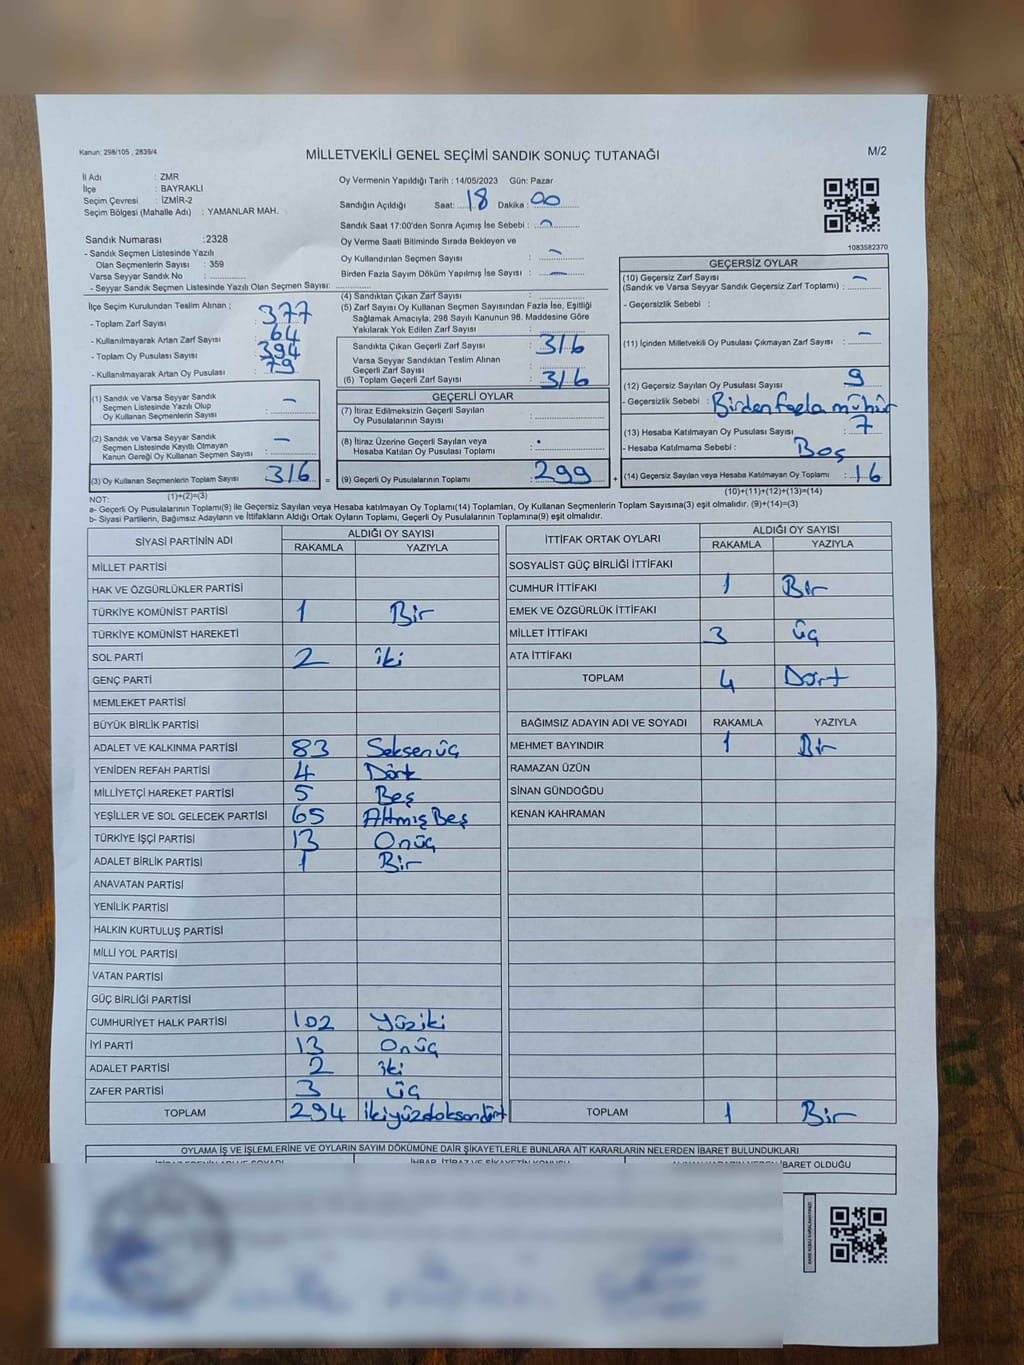 Kanun; 298/105 , 2839/4
MİLLETVEKİLİ GENEL SEÇİMİ SANDIK SONUÇ TUTANAĞI
M/2
İl Adı : ZMR
İlçe : BAYRAKLI
Seçim Çevresi : İZMİR-2
Seçim Bölgesi (Mahalle Adı) : YAMANLAR MAH.
Oy Vermenin Yapıldığı Tarih : 14/05/2023 Gün: Pazar
Sandığın Açıldığı Saat: 18 Dakika : 00
Sandık Saat 17:00'den Sonra Açımış İse Sebebi : –
Oy Verme Saati Bitiminde Sırada Bekleyen ve
Oy Kullandırılan Seçmen Sayısı : –
Birden Fazla Sayım Döküm Yapılmış İse Sayısı : –
1083582370
Sandık Numarası :2328
- Sandık Seçmen Listesinde Yazılı
Olan Seçmenlerin Sayısı : 359
Varsa Seyyar Sandık No :
- Seyyar Sandık Seçmen Listesinde Yazılı Olan Seçmen Sayısı:
İlçe Seçim Kurulundan Teslim Alınan ;
- Toplam Zarf Sayısı : 377
- Kullanılmayarak Artan Zarf Sayısı : 64
- Toplam Oy Pusulası Sayısı : 394
- Kullanılmayarak Artan Oy Pusulası : 79
(1) Sandık ve Varsa Seyyar Sandık
Seçmen Listesinde Yazılı Olup
Oy Kullanan Seçmenlerin Sayısı : –
(2) Sandık ve Varsa Seyyar Sandık
Seçmen Listesinde Kayıtlı Olmayan
Kanun Gereği Oy Kullanan Seçmen Sayısı : –
(3) Oy Kullanan Seçmenlerin Toplam Sayısı : 316 =
(1)+(2)=(3)
(4) Sandıktan Çıkan Zarf Sayısı :
(5) Zarf Sayısı Oy Kullanan Seçmen Sayısından Fazla İse, Eşitliği
Sağlamak Amacıyla; 298 Sayılı Kanunun 98. Maddesine Göre
Yakılarak Yok Edilen Zarf Sayısı :
Sandıkta Çıkan Geçerli Zarf Sayısı : 316
Varsa Seyyar Sandıktan Teslim Alınan
Geçerli Zarf Sayısı :
(6) Toplam Geçerli Zarf Sayısı : 316
GEÇERLİ OYLAR
(7) İtiraz Edilmeksizin Geçerli Sayılan
Oy Pusulasının Sayısı :
(8) İtiraz Üzerine Geçerli Sayılan veya
Hesaba Katılan Oy Pusulası Toplamı :
(9) Geçerli Oy Pusulalarının Toplamı : 299 +
GEÇERSİZ OYLAR
(10) Geçersiz Zarf Sayısı –
(Sandık ve Varsa Seyyar Sandık Geçersiz Zarf Toplamı) :
- Geçersizlik Sebebi :
(11) İçinden Milletvekili Oy Pusulası Çıkmayan Zarf Sayısı : –
(12) Geçersiz Sayılan Oy Pusulası Sayısı : 9
- Geçersizlik Sebebi : Birden fazla mühür
(13) Hesaba Katılmayan Oy Pusulası Sayısı : 7
- Hesaba Katılmama Sebebi : Boş
(14) Geçersiz Sayılan veya Hesaba Katılmayan Oy Toplamı : 16
(10)+(11)+(12)+(13)=(14)
NOT:
a- Geçerli Oy Pusulalarının Toplamı(9) ile Geçersiz Sayılan veya Hesaba katılmayan Oy Toplamı(14) Toplamları, Oy Kullanan Seçmenlerin Toplam Sayısına(3) eşit olmalıdır. (9)+(14)=(3)
b- Siyasi Partilerin, Bağımsız Adayların ve İttifakların Aldığı Ortak Oyların Toplamı, Geçerli Oy Pusulalarının Toplamına(9) eşit olmalıdır.
SİYASİ PARTİNİN ADI
ALDIĞI OY SAYISI
RAKAMLA YAZIYLA
MİLLET PARTİSİ
HAK VE ÖZGÜRLÜKLER PARTİSİ
TÜRKİYE KOMÜNİST PARTİSİ 1 Bir
TÜRKİYE KOMÜNİST HAREKETİ
SOL PARTİ 2 iki
GENÇ PARTİ
MEMLEKET PARTİSİ
BÜYÜK BİRLİK PARTİSİ
ADALET VE KALKINMA PARTİSİ 83 Seksenüç
YENİDEN REFAH PARTİSİ 4 Dört
MİLLİYETÇİ HAREKET PARTİSİ 5 Beş
YEŞİLLER VE SOL GELECEK PARTİSİ 65 Altmış Beş
TÜRKİYE İŞÇİ PARTİSİ 13 Onüç
ADALET BİRLİK PARTİSİ 1 Bir
ANAVATAN PARTİSİ
YENİLİK PARTİSİ
HALKIN KURTULUŞ PARTİSİ
MİLLİ YOL PARTİSİ
VATAN PARTİSİ
GÜÇ BİRLİĞİ PARTİSİ
CUMHURİYET HALK PARTİSİ 102 Yüziki
İYİ PARTİ 13 Onüç
ADALET PARTİSİ 2 iki
ZAFER PARTİSİ 3 üç
TOPLAM 294 İkiyüzdoksandört
İTTİFAK ORTAK OYLARI
ALDIĞI OY SAYISI
RAKAMLA YAZIYLA
SOSYALİST GÜÇ BİRLİĞİ İTTİFAKI
CUMHUR İTTİFAKI 1 Bir
EMEK VE ÖZGÜRLÜK İTTİFAKI
MİLLET İTTİFAKI 3 üç
ATA İTTİFAKI
TOPLAM 4 Dört
BAĞIMSIZ ADAYIN ADI VE SOYADI RAKAMLA YAZIYLA
MEHMET BAYINDIR 1 Bir
RAMAZAN ÜZÜN
SİNAN GÜNDOĞDU
KENAN KAHRAMAN
TOPLAM 1 Bir
OYLAMA İŞ VE İŞLEMLERİNE VE OYLARIN SAYIM DÖKÜMÜNE DAİR ŞİKAYETLERLE BUNLARA AİT KARARLARIN NELERDEN İBARET BULUNDUKLARI
İBARET OLDUĞU